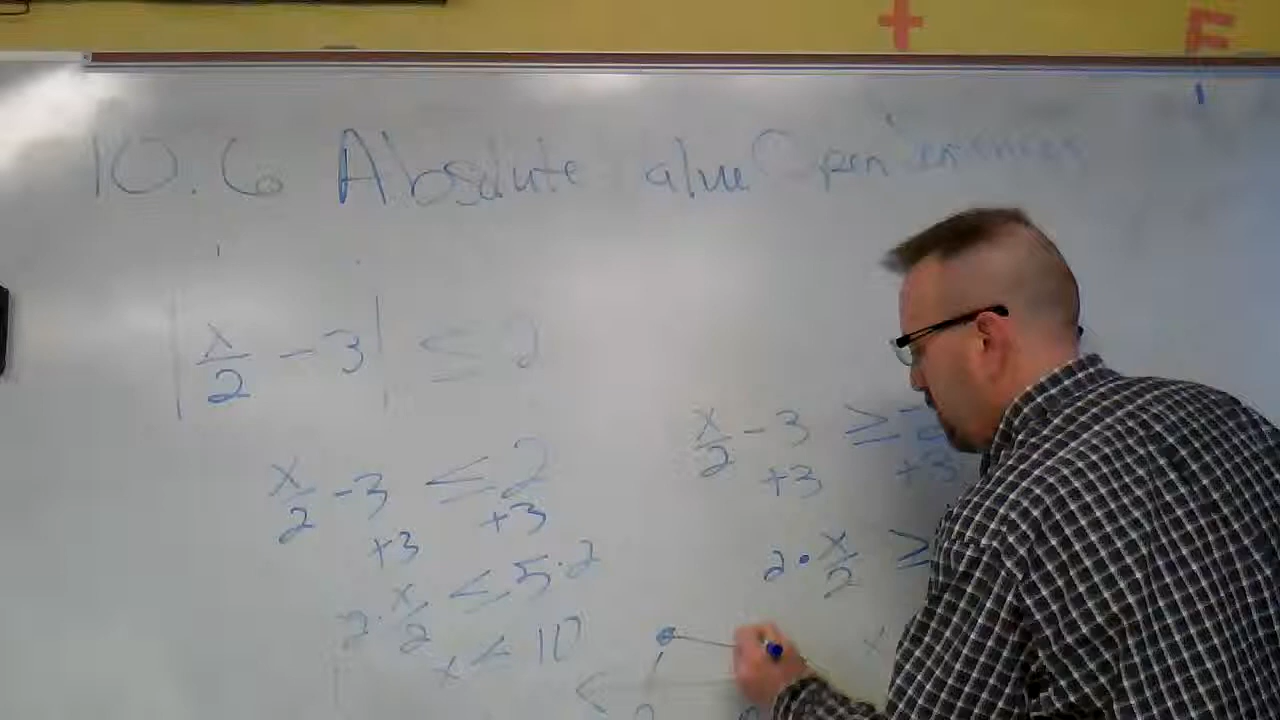 + F
10.6 Absolute Value
|x/2 - 3| ≤ 2
x/2 - 3 ≤ 2
+3 +3
2 · x/2 ≤ 5 · 2
x ≤ 10
x/2 - 3 ≥
+3 +3
2 · x/2 ≥
x